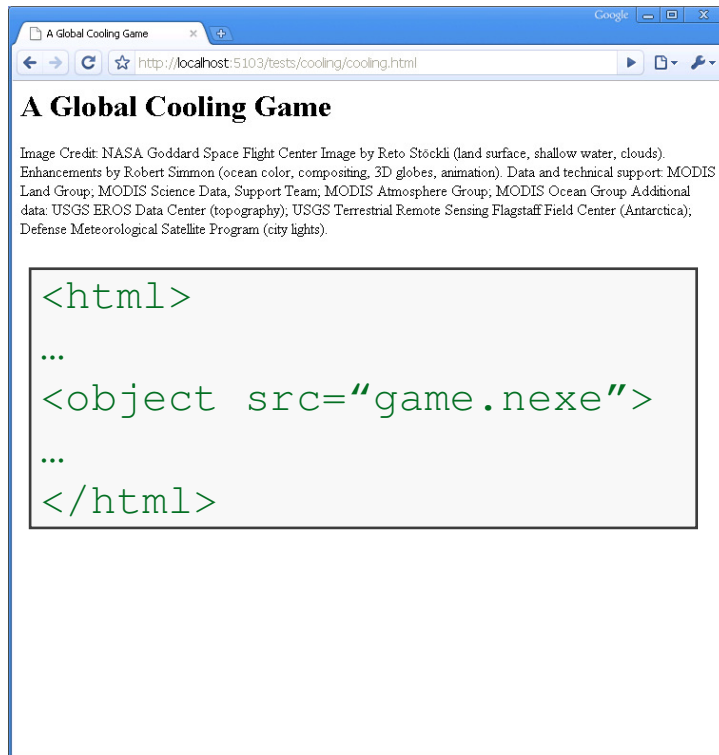 Google
A Global Cooling Game
http://localhost:5103/tests/cooling/cooling.html
A Global Cooling Game
Image Credit: NASA Goddard Space Flight Center Image by Reto Stöckli (land surface, shallow water, clouds).
Enhancements by Robert Simmon (ocean color, compositing, 3D globes, animation). Data and technical support: MODIS
Land Group; MODIS Science Data, Support Team; MODIS Atmosphere Group; MODIS Ocean Group Additional
data: USGS EROS Data Center (topography); USGS Terrestrial Remote Sensing Flagstaff Field Center (Antarctica);
Defense Meteorological Satellite Program (city lights).
<html>
…
<object src=“game.nexe”>
…
</html>